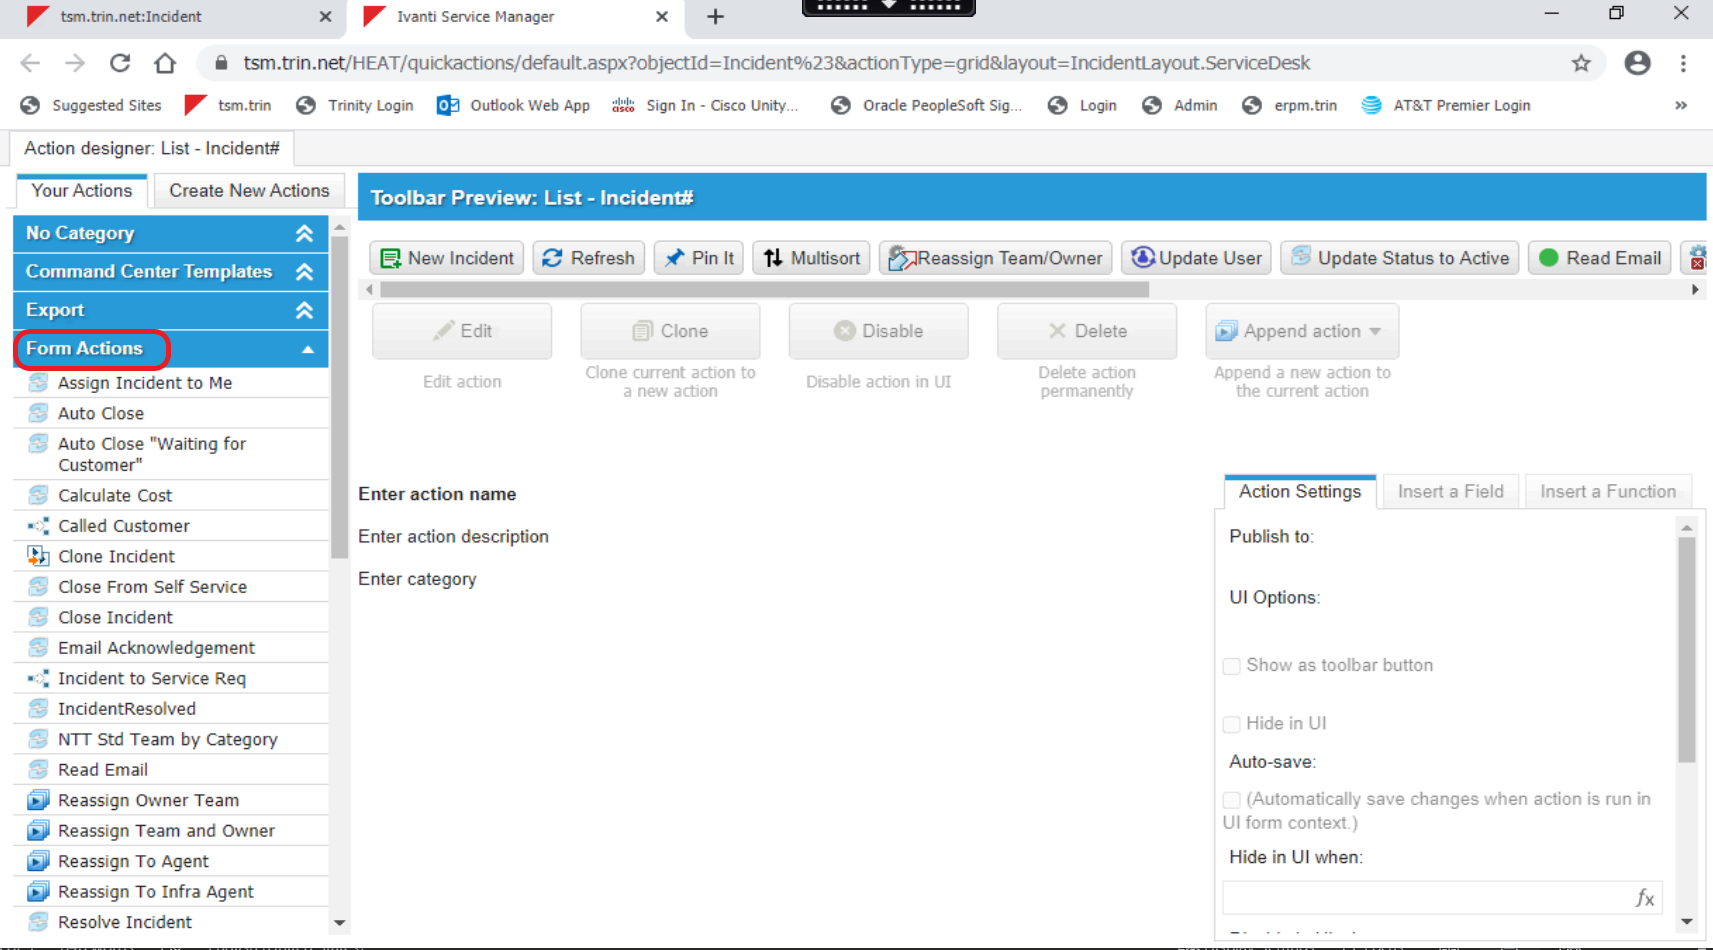 tsm.trin.net:Incident
Ivanti Service Manager
tsm.trin.net/HEAT/quickactions/default.aspx?objectId=Incident%23&actionType=grid&layout=IncidentLayout.ServiceDesk
Suggested Sites tsm.trin Trinity Login Outlook Web App Sign In - Cisco Unity... Oracle PeopleSoft Sig... Login Admin erpm.trin AT&T Premier Login »
Action designer: List - Incident#
Your Actions Create New Actions
Toolbar Preview: List - Incident#
No Category
Command Center Templates
Export
Form Actions
Assign Incident to Me
Auto Close
Auto Close "Waiting for
Customer"
Calculate Cost
Called Customer
Clone Incident
Close From Self Service
Close Incident
Email Acknowledgement
Incident to Service Req
IncidentResolved
NTT Std Team by Category
Read Email
Reassign Owner Team
Reassign Team and Owner
Reassign To Agent
Reassign To Infra Agent
Resolve Incident
New Incident Refresh Pin It Multisort Reassign Team/Owner Update User Update Status to Active Read Email
Edit Clone Disable Delete Append action
Edit action
Clone current action to
a new action
Disable action in UI
Delete action
permanently
Append a new action to
the current action
Enter action name
Enter action description
Enter category
Action Settings Insert a Field Insert a Function
Publish to:
UI Options:
Show as toolbar button
Hide in UI
Auto-save:
(Automatically save changes when action is run in
UI form context.)
Hide in UI when:
fx